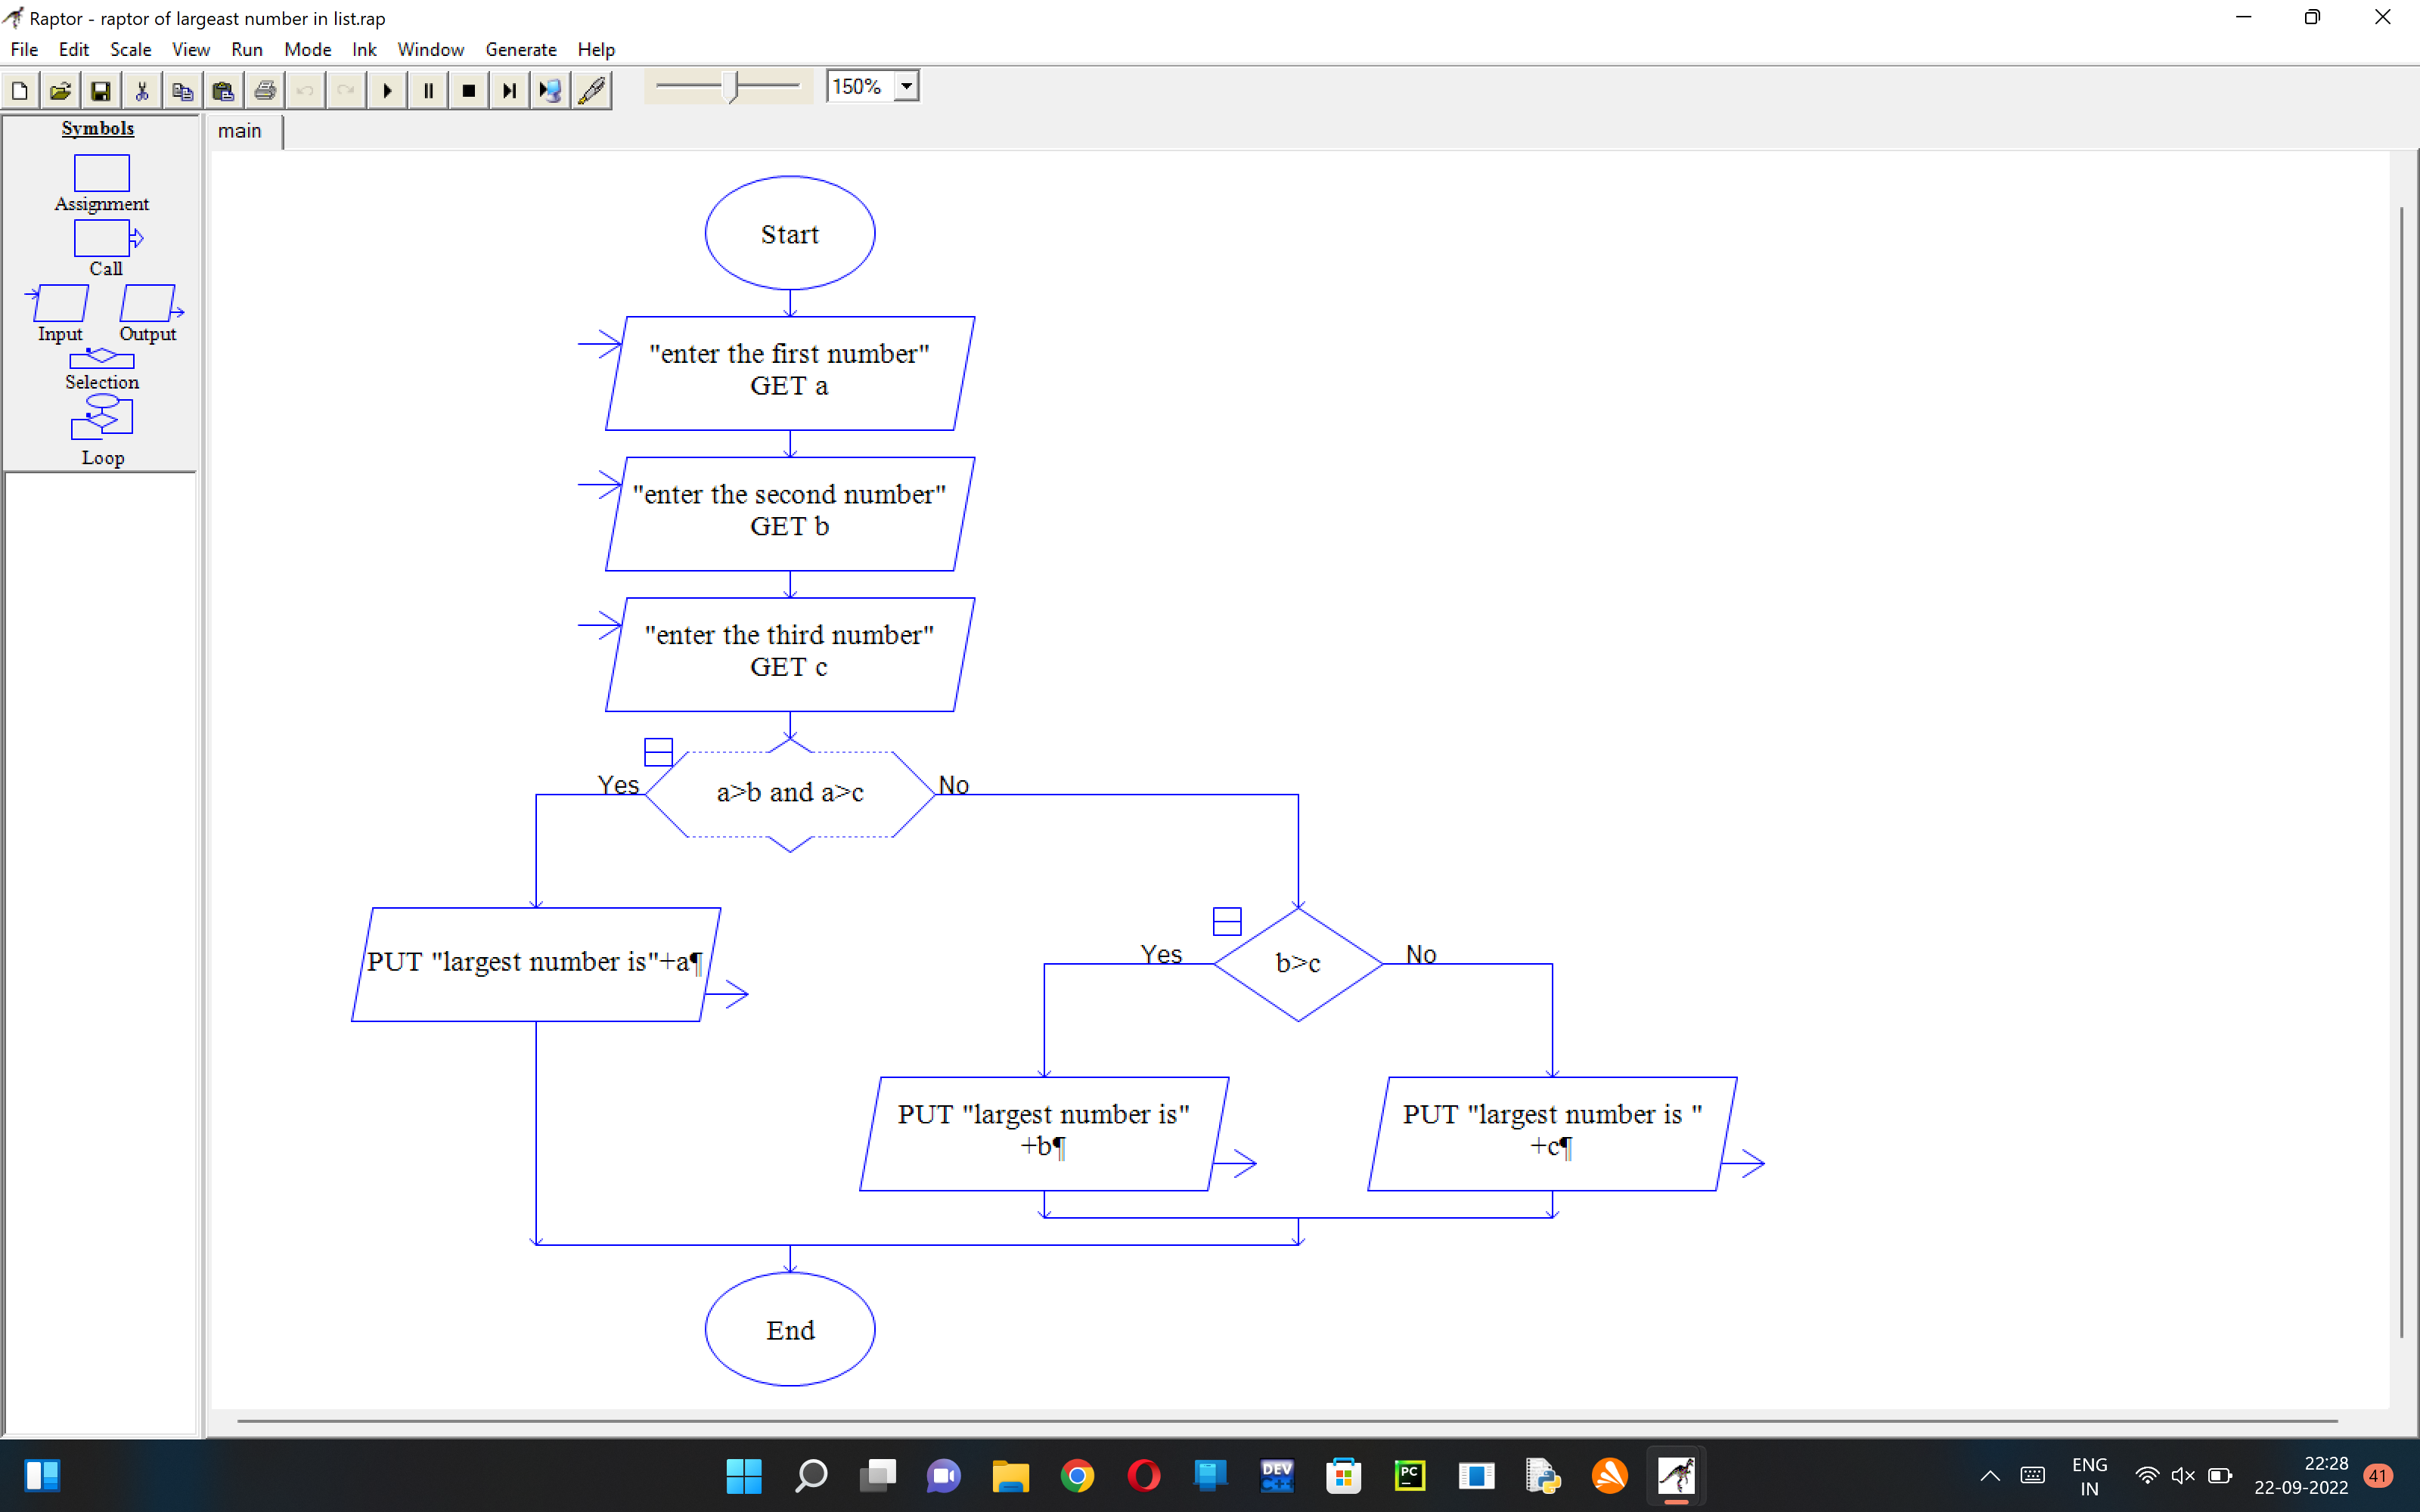 Raptor - raptor of largeast number in list.rap
File Edit Scale View Run Mode Ink Window Generate Help
150%
Symbols
Assignment
Call
Input Output
Selection
Loop
main
Start
"enter the first number"
GET a
"enter the second number"
GET b
"enter the third number"
GET c
Yes a>b and a>c No
PUT "largest number is"+a¶
Yes b>c No
PUT "largest number is"
+b¶
PUT "largest number is "
+c¶
End
DEV
C++
PC
ENG
IN
22:28
22-09-2022
41